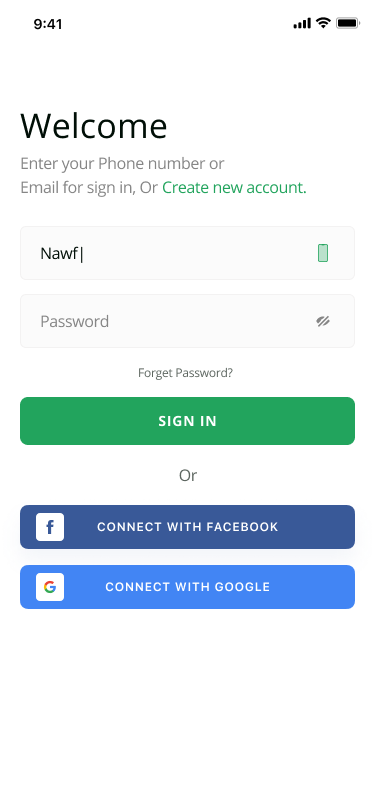 9:41
Welcome
Enter your Phone number or
Email for sign in, Or Create new account.
Nawf|
Password
Forget Password?
SIGN IN
Or
CONNECT WITH FACEBOOK
CONNECT WITH GOOGLE